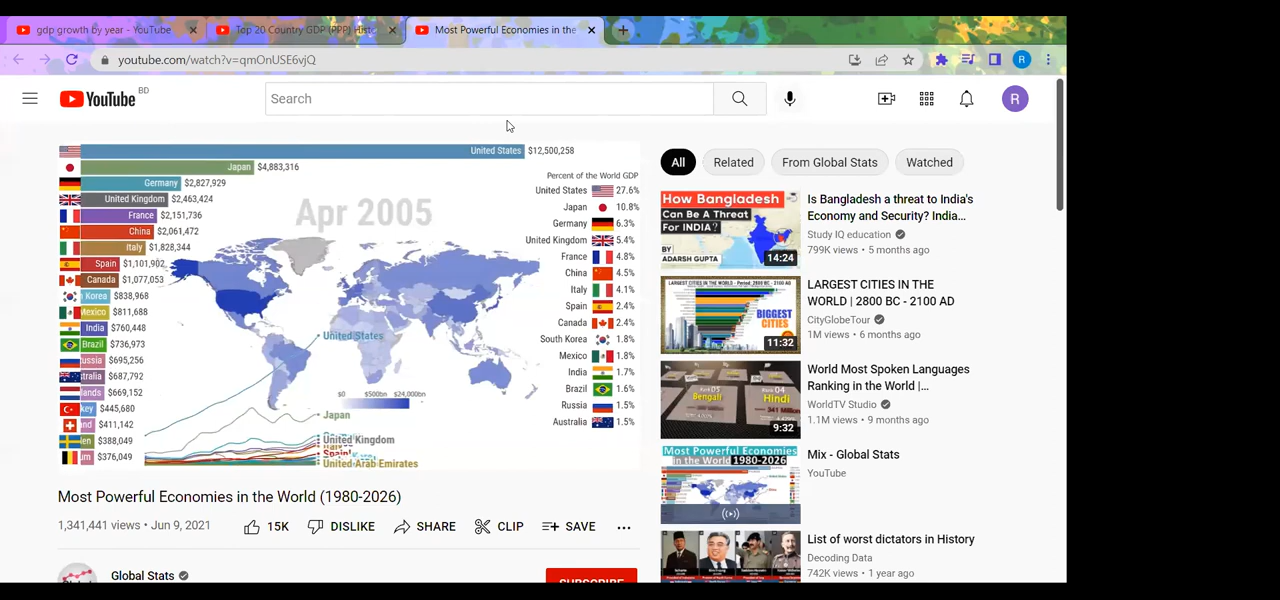 gdp growth by year - YouTube
Top 20 Country GDP (PPP) Histo
Most Powerful Economies in the
youtube.com/watch?v=qmOnUSE6vjQ
YouTube
BD
Search
R
R
United States $12,500,258
Japan $4,883,316
Germany $2,827,929
United Kingdom $2,463,424
France $2,151,736
China $2,061,472
Italy $1,828,344
Spain $1,101,902
Canada $1,077,053
Korea $838,968
Mexico $811,688
India $760,448
Brazil $736,973
ussia $695,256
stralia $687,792
lands $669,152
key $445,680
nd $411,142
en $388,049
um $376,049
Apr 2005
Percent of the World GDP
United States 27.6%
Japan 10.8%
Germany 6.3%
United Kingdom 5.4%
France 4.8%
China 4.5%
Italy 4.1%
Spain 2.4%
Canada 2.4%
South Korea 1.8%
Mexico 1.8%
India 1.7%
Brazil 1.6%
Russia 1.5%
Australia 1.5%
United States
$0 $500bn $24,000bn
Japan
United Kingdom
Spain
United Arab Emirates
Most Powerful Economies in the World (1980-2026)
1,341,441 views • Jun 9, 2021
15K
DISLIKE
SHARE
CLIP
SAVE
Global Stats
SUBSCRIBE
All
Related
From Global Stats
Watched
How Bangladesh
Can Be A Threat
For INDIA?
BY
ADARSH GUPTA
14:24
Is Bangladesh a threat to India's
Economy and Security? India...
Study IQ education
799K views • 5 months ago
LARGEST CITIES IN THE WORLD - Period: 2800 BC - 2100 AD
BIGGEST
CITIES
11:32
LARGEST CITIES IN THE
WORLD | 2800 BC - 2100 AD
CityGlobeTour
1M views • 6 months ago
Rank 05
Bengali
Rank 04
Hindi
341 Million
9:32
World Most Spoken Languages
Ranking in the World |...
WorldTV Studio
1.1M views • 9 months ago
Most Powerful Economies
in the World 1980-2026
Mix - Global Stats
YouTube
List of worst dictators in History
Decoding Data
742K views • 1 year ago